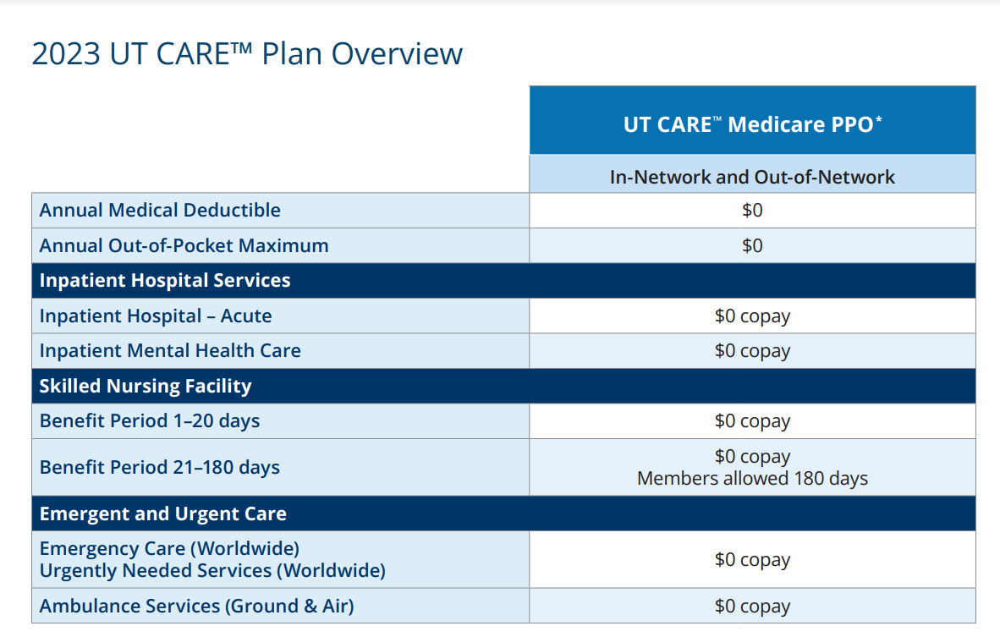 2023 UT CARE™ Plan Overview
UT CARE™ Medicare PPO*
In-Network and Out-of-Network
Annual Medical Deductible $0
Annual Out-of-Pocket Maximum $0
Inpatient Hospital Services
Inpatient Hospital – Acute $0 copay
Inpatient Mental Health Care $0 copay
Skilled Nursing Facility
Benefit Period 1–20 days $0 copay
Benefit Period 21–180 days
$0 copay
Members allowed 180 days
Emergent and Urgent Care
Emergency Care (Worldwide)
Urgently Needed Services (Worldwide)
$0 copay
Ambulance Services (Ground & Air) $0 copay